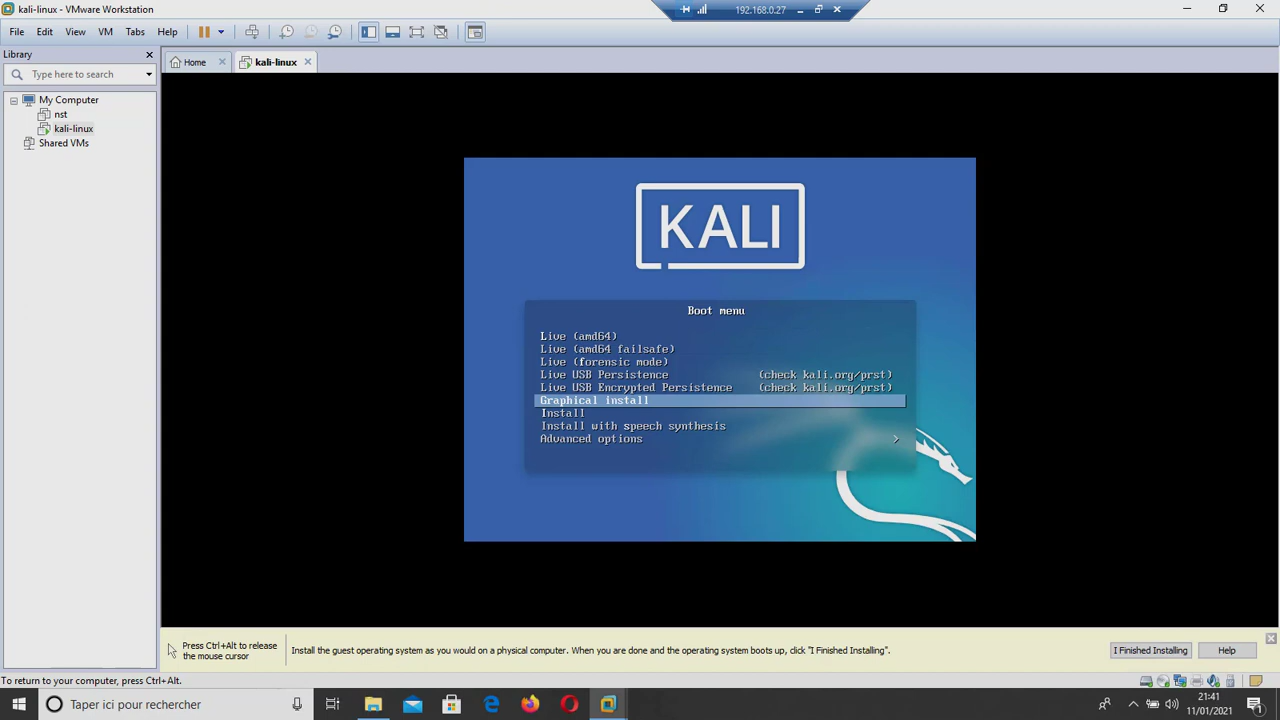 kali-linux - VMware Workstation
192.168.0.27
File Edit View VM Tabs Help
Library
Type here to search
My Computer
nst
kali-linux
Shared VMs
Home
kali-linux
KALI
Boot menu
Live (amd64)
Live (amd64 failsafe)
Live (forensic mode)
Live USB Persistence (check kali.org/prst)
Live USB Encrypted Persistence (check kali.org/prst)
Graphical install
Install
Install with speech synthesis
Advanced options >
Press Ctrl+Alt to release
the mouse cursor
Install the guest operating system as you would on a physical computer. When you are done and the operating system boots up, click "I Finished Installing".
I Finished Installing
Help
To return to your computer, press Ctrl+Alt.
Taper ici pour rechercher
21:41
11/01/2021
1